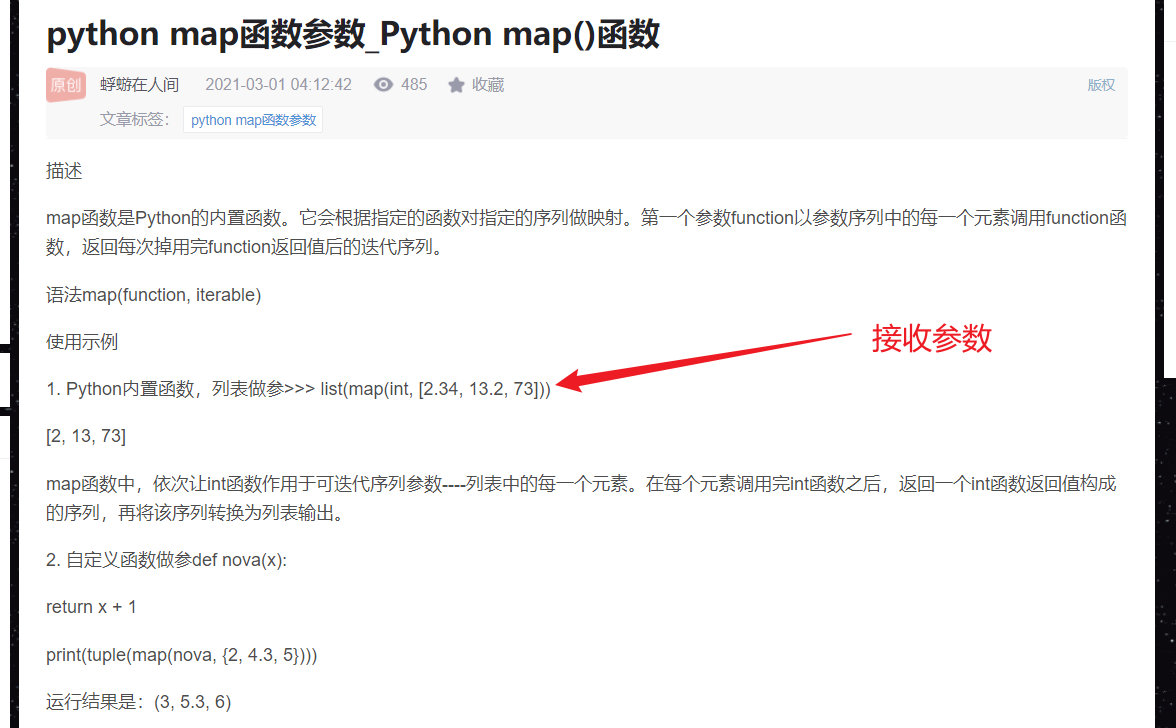 python map函数参数_Python map()函数
原创 蜉蝣在人间 2021-03-01 04:12:42 485 收藏 版权
文章标签： python map函数参数
描述
map函数是Python的内置函数。它会根据指定的函数对指定的序列做映射。第一个参数function以参数序列中的每一个元素调用function函
数，返回每次掉用完function返回值后的迭代序列。
语法map(function, iterable)
使用示例
接收参数
1. Python内置函数，列表做参>>> list(map(int, [2.34, 13.2, 73]))
[2, 13, 73]
map函数中，依次让int函数作用于可迭代序列参数----列表中的每一个元素。在每个元素调用完int函数之后，返回一个int函数返回值构成
的序列，再将该序列转换为列表输出。
2. 自定义函数做参def nova(x):
return x + 1
print(tuple(map(nova, {2, 4.3, 5})))
运行结果是：(3, 5.3, 6)